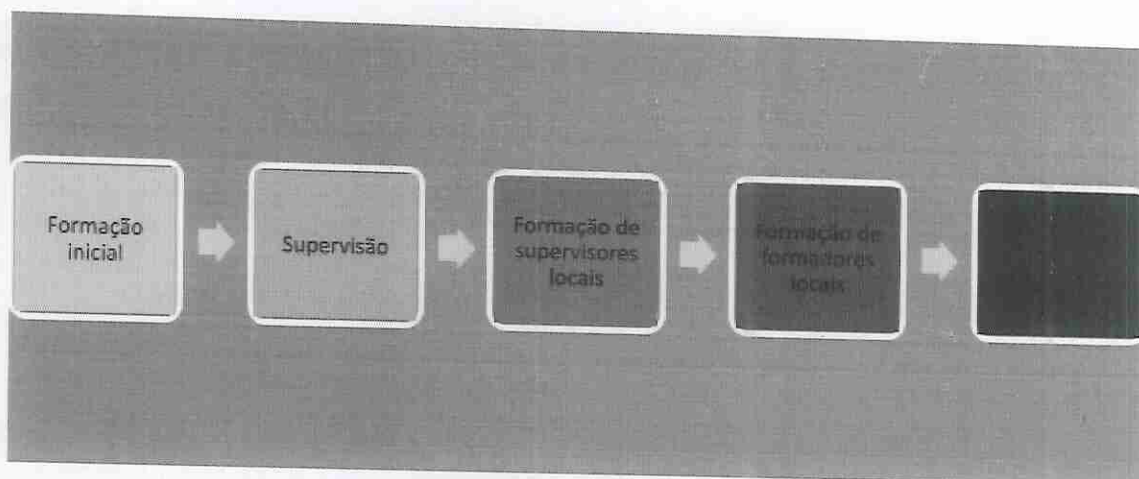 Formação
inicial
Supervisão
Formação de
supervisores
locais
Formação de
formadores
locais